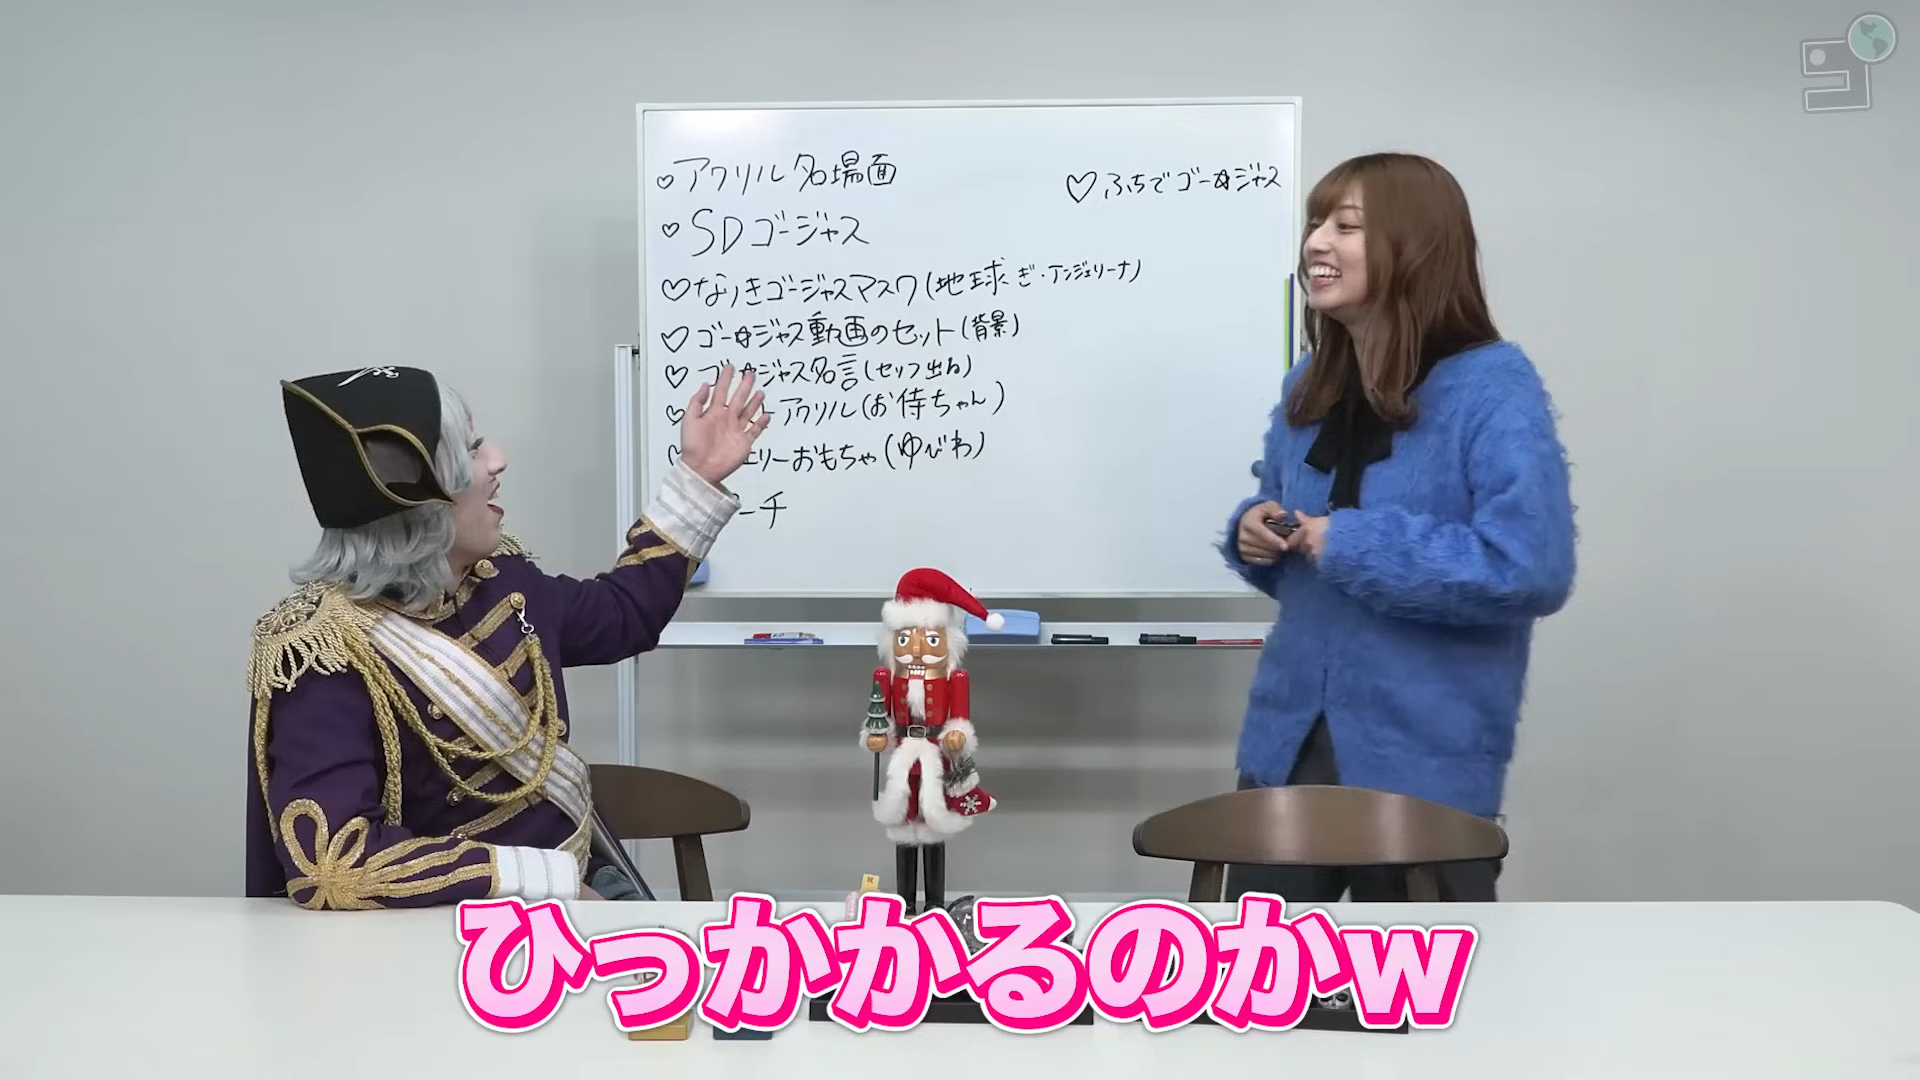 ♡アクリル名場面
♡ふちでゴー☆ジャス
♡SDゴージャス
♡なりきゴージャスマスク(地球ぎ・アンジェリーナ)
♡ゴー☆ジャス動画のセット(背景)
♡ゴー☆ジャス名言(セリフ出る)
アクリル(お侍ちゃん)
エリーおもちゃ(ゆびわ)
ーチ
ひっかかるのかw